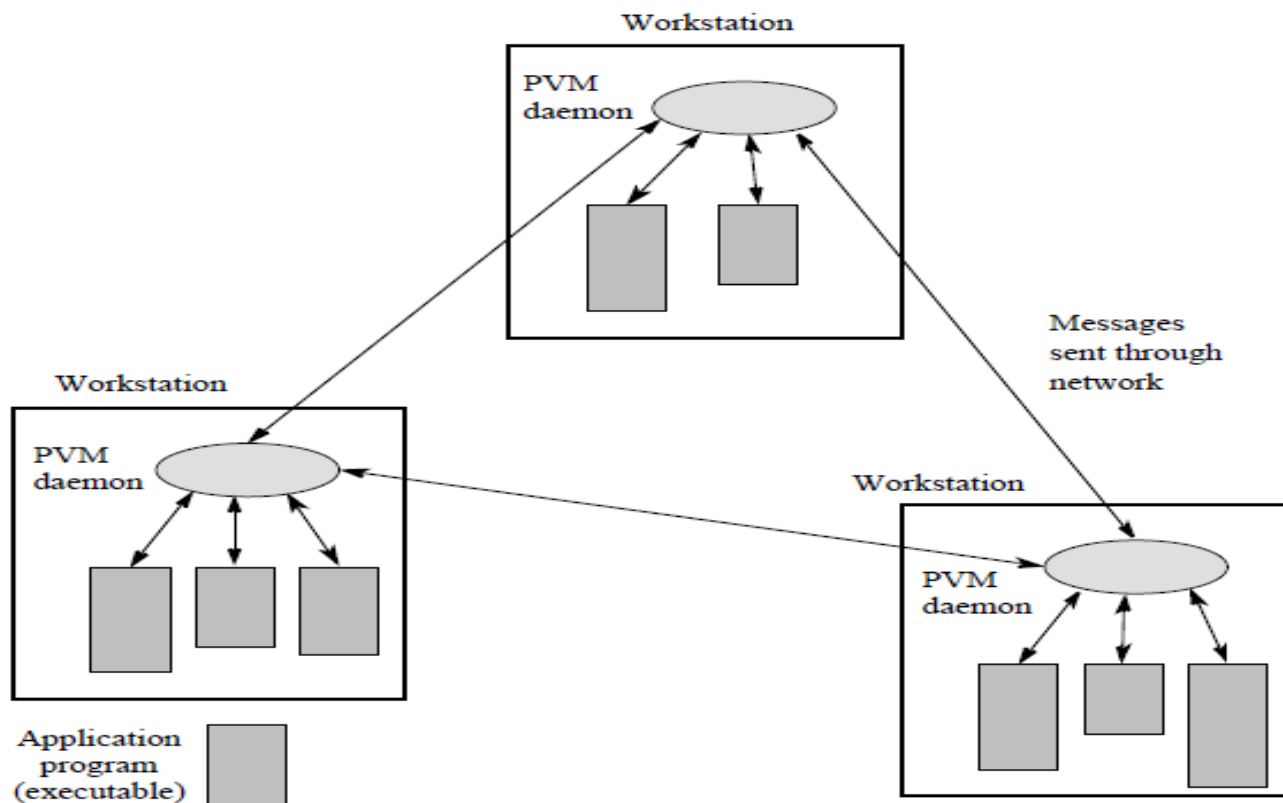 Workstation
PVM
daemon
Messages
sent through
network
Workstation
PVM
daemon
Workstation
PVM
daemon
Application
program
(executable)